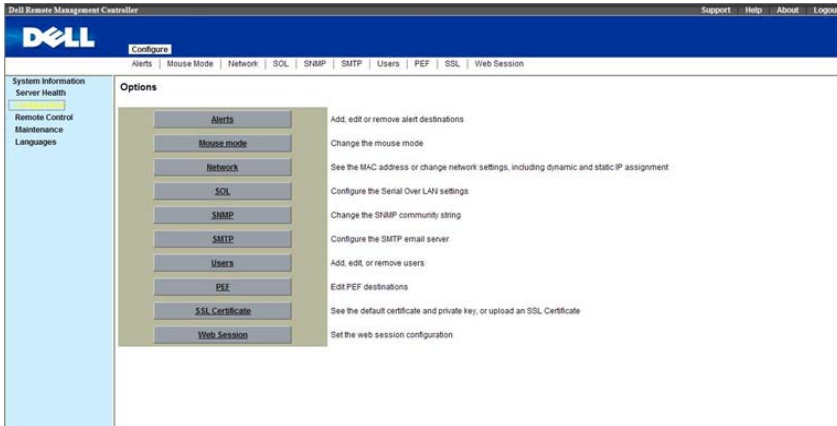 Dell Remote Management Controller
Support Help About Logou
DELL
Configure
Alerts | Mouse Mode | Network | SOL | SNMP | SMTP | Users | PEF | SSL | Web Session
System Information
Server Health
Remote Control
Maintenance
Languages
Options
Alerts Add, edit or remove alert destinations
Mouse mode Change the mouse mode
Network See the MAC address or change network settings, including dynamic and static IP assignment
SOL Configure the Serial Over LAN settings
SNMP Change the SNMP community string
SMTP Configure the SMTP email server
Users Add, edit, or remove users
PEF Edit PEF destinations
SSL Certificate See the default certificate and private key, or upload an SSL Certificate
Web Session Set the web session configuration